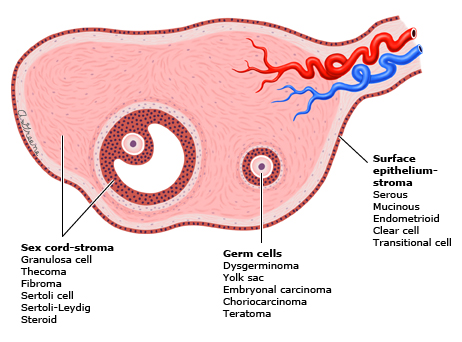 Surface
epithelium-
stroma
Serous
Mucinous
Endometrioid
Clear cell
Transitional cell
Sex cord-stroma
Granulosa cell
Thecoma
Fibroma
Sertoli cell
Sertoli-Leydig
Steroid
Germ cells
Dysgerminoma
Yolk sac
Embryonal carcinoma
Choriocarcinoma
Teratoma